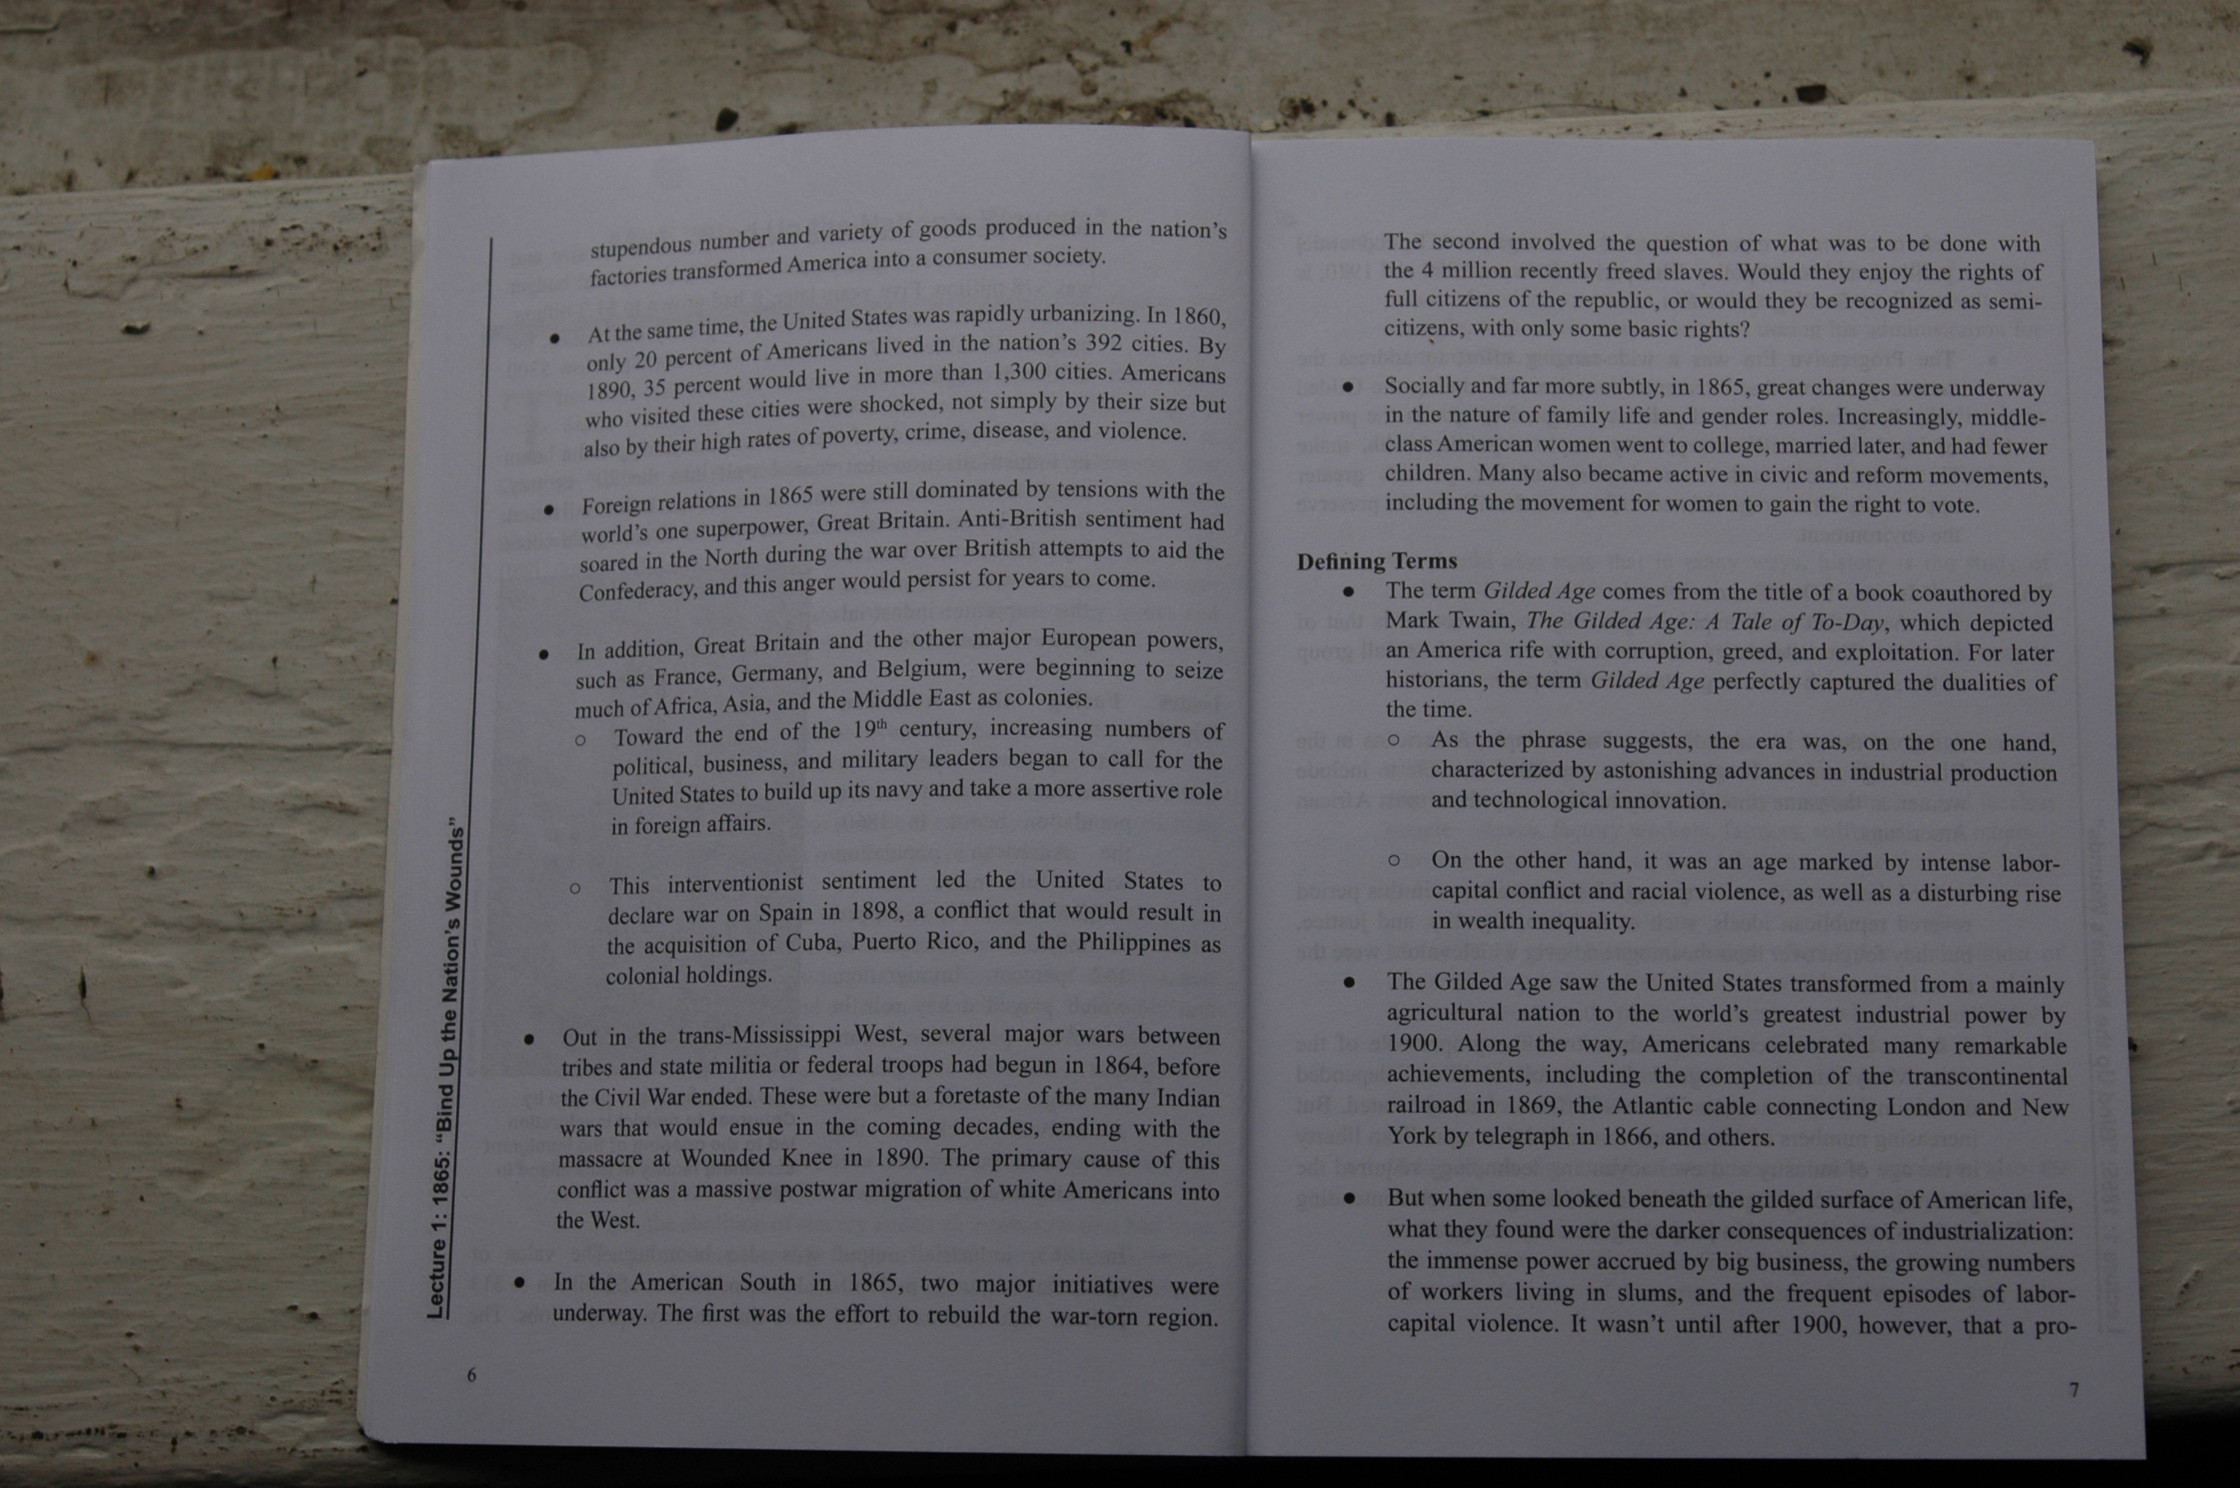 stupendous number and variety of goods produced in the nation's
factories transformed America into a consumer society.
• At the same time, the United States was rapidly urbanizing. In 1860,
only 20 percent of Americans lived in the nation's 392 cities. By
1890, 35 percent would live in more than 1,300 cities. Americans
who visited these cities were shocked, not simply by their size but
also by their high rates of poverty, crime, disease, and violence.
• Foreign relations in 1865 were still dominated by tensions with the
world's one superpower, Great Britain. Anti-British sentiment had
soared in the North during the war over British attempts to aid the
Confederacy, and this anger would persist for years to come.
• In addition, Great Britain and the other major European powers,
such as France, Germany, and Belgium, were beginning to seize
much of Africa, Asia, and the Middle East as colonies.
○ Toward the end of the 19th century, increasing numbers of
political, business, and military leaders began to call for the
United States to build up its navy and take a more assertive role
in foreign affairs.
○ This interventionist sentiment led the United States to
declare war on Spain in 1898, a conflict that would result in
the acquisition of Cuba, Puerto Rico, and the Philippines as
colonial holdings.
• Out in the trans-Mississippi West, several major wars between
tribes and state militia or federal troops had begun in 1864, before
the Civil War ended. These were but a foretaste of the many Indian
wars that would ensue in the coming decades, ending with the
massacre at Wounded Knee in 1890. The primary cause of this
conflict was a massive postwar migration of white Americans into
the West.
• In the American South in 1865, two major initiatives were
underway. The first was the effort to rebuild the war-torn region.
Lecture 1: 1865: “Bind Up the Nation's Wounds”
6
The second involved the question of what was to be done with
the 4 million recently freed slaves. Would they enjoy the rights of
full citizens of the republic, or would they be recognized as semi-
citizens, with only some basic rights?
• Socially and far more subtly, in 1865, great changes were underway
in the nature of family life and gender roles. Increasingly, middle-
class American women went to college, married later, and had fewer
children. Many also became active in civic and reform movements,
including the movement for women to gain the right to vote.
Defining Terms
• The term Gilded Age comes from the title of a book coauthored by
Mark Twain, The Gilded Age: A Tale of To-Day, which depicted
an America rife with corruption, greed, and exploitation. For later
historians, the term Gilded Age perfectly captured the dualities of
the time.
○ As the phrase suggests, the era was, on the one hand,
characterized by astonishing advances in industrial production
and technological innovation.
○ On the other hand, it was an age marked by intense labor-
capital conflict and racial violence, as well as a disturbing rise
in wealth inequality.
• The Gilded Age saw the United States transformed from a mainly
agricultural nation to the world's greatest industrial power by
1900. Along the way, Americans celebrated many remarkable
achievements, including the completion of the transcontinental
railroad in 1869, the Atlantic cable connecting London and New
York by telegraph in 1866, and others.
• But when some looked beneath the gilded surface of American life,
what they found were the darker consequences of industrialization:
the immense power accrued by big business, the growing numbers
of workers living in slums, and the frequent episodes of labor-
capital violence. It wasn't until after 1900, however, that a pro-
7